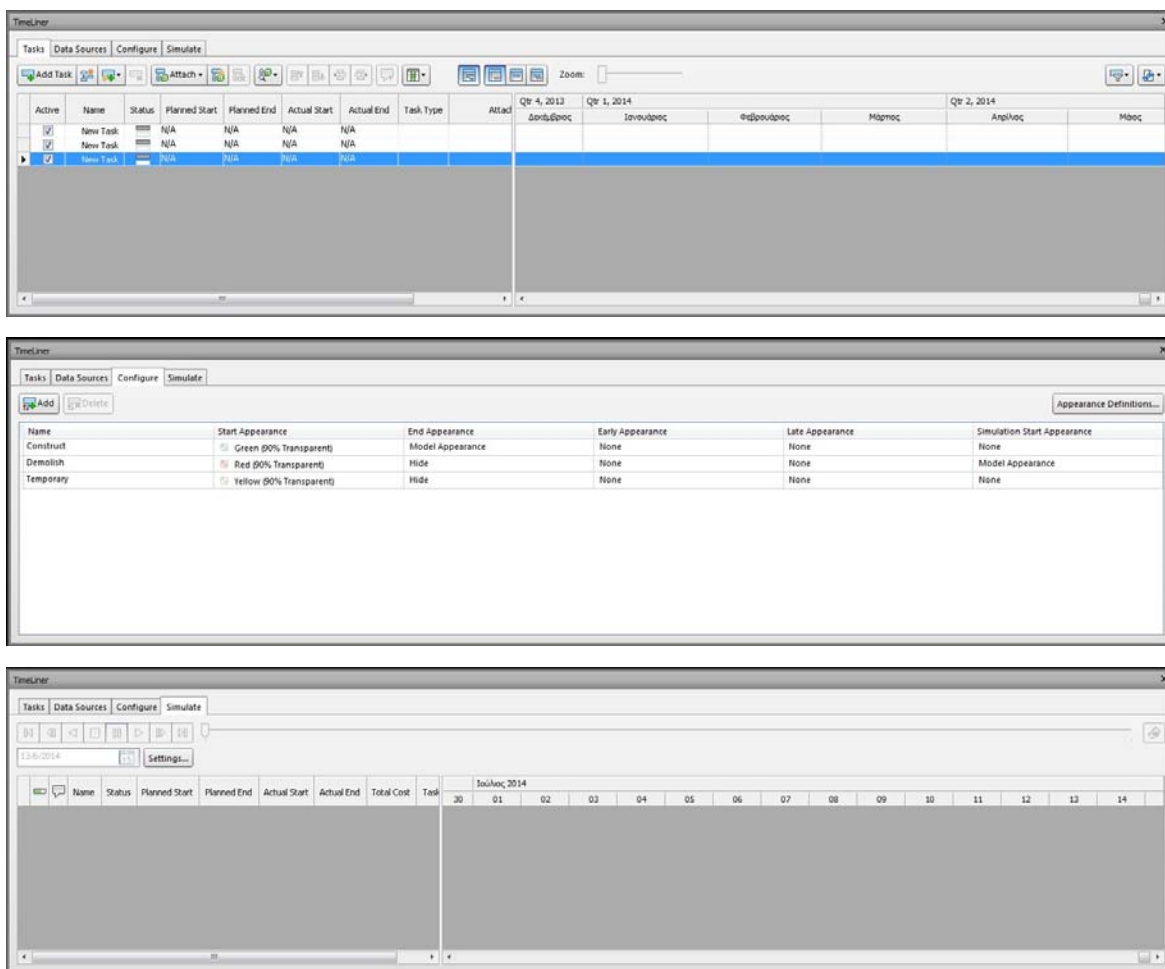 TimeLiner
Tasks Data Sources Configure Simulate
Add Task Attach Zoom:
Qtr 4, 2013 Qtr 1, 2014 Qtr 2, 2014
Active Name Status Planned Start Planned End Actual Start Actual End Task Type Attacl
Δεκέμβριος Ιανουάριος Φεβρουάριος Μάρτιος Απρίλιος Μάιος
New Task N/A N/A N/A N/A
New Task N/A N/A N/A N/A
New Task N/A N/A N/A N/A
TimeLiner
Tasks Data Sources Configure Simulate
Add Delete Appearance Definitions...
Name Start Appearance End Appearance Early Appearance Late Appearance Simulation Start Appearance
Construct Green (90% Transparent) Model Appearance None None None
Demolish Red (90% Transparent) Hide None None Model Appearance
Temporary Yellow (90% Transparent) Hide None None None
TimeLiner
Tasks Data Sources Configure Simulate
13/6/2014 Settings...
Ιούλιος 2014
Name Status Planned Start Planned End Actual Start Actual End Total Cost Task
30 01 02 03 04 05 06 07 08 09 10 11 12 13 14